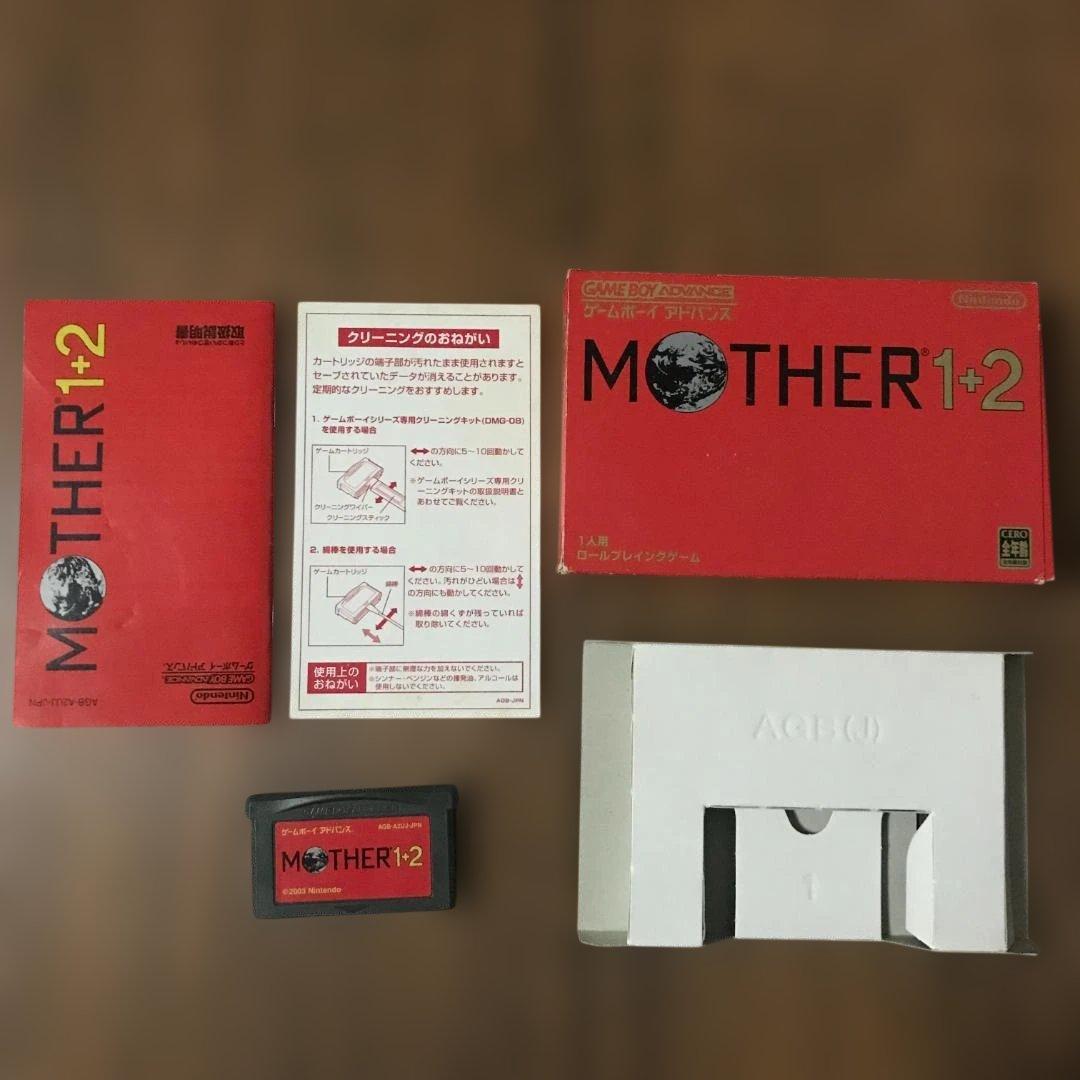 MOTHER 1+2
取扱説明書
Nintendo
GAME BOY ADVANCE
ゲームボーイ アドバンス
AGB-A2UJ-JPN
クリーニングのおねがい
カートリッジの端子部が汚れたまま使用されますと
セーブされていたデータが消えることがあります。
定期的なクリーニングをおすすめします。
1. ゲームボーイシリーズ専用クリーニングキット(DMG-08)
を使用する場合
ゲームカートリッジ
クリーニングワイパー
クリーニングスティック
の方向に5〜10回動かして
ください。
※ゲームボーイシリーズ専用クリ
ーニングキットの取扱説明書と
あわせてご覧ください。
2. 綿棒を使用する場合
ゲームカートリッジ
綿棒
の方向に5〜10回動かして
ください。汚れがひどい場合は
の方向にも動かしてください。
※綿棒の綿くずが残っていれば
取り除いてください。
使用上の
おねがい
※端子部に無理な力を加えないでください。
※シンナー・ベンジンなどの揮発油、アルコールは
使用しないでください。
AGB-JPN
GAME BOY ADVANCE
ゲームボーイ アドバンス
Nintendo
MOTHER® 1+2
1人用
ロールプレイングゲーム
CERO
全年齢
GAME BOY ADVANCE
ゲームボーイ アドバンス
AGB-A2UJ-JPN
MOTHER 1+2
©2003 Nintendo
AGB(J)
1